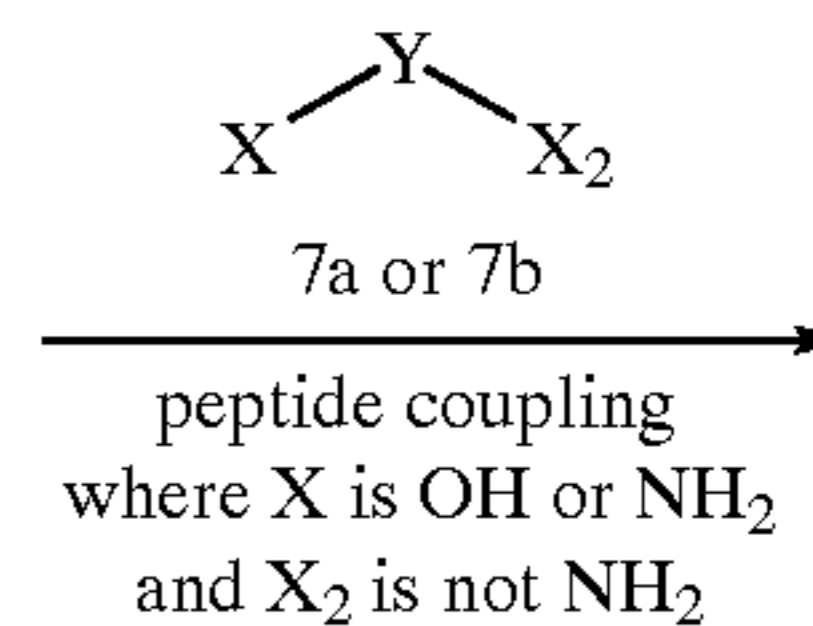 Y
X X₂
7a or 7b
peptide coupling
where X is OH or NH₂
and X₂ is not NH₂